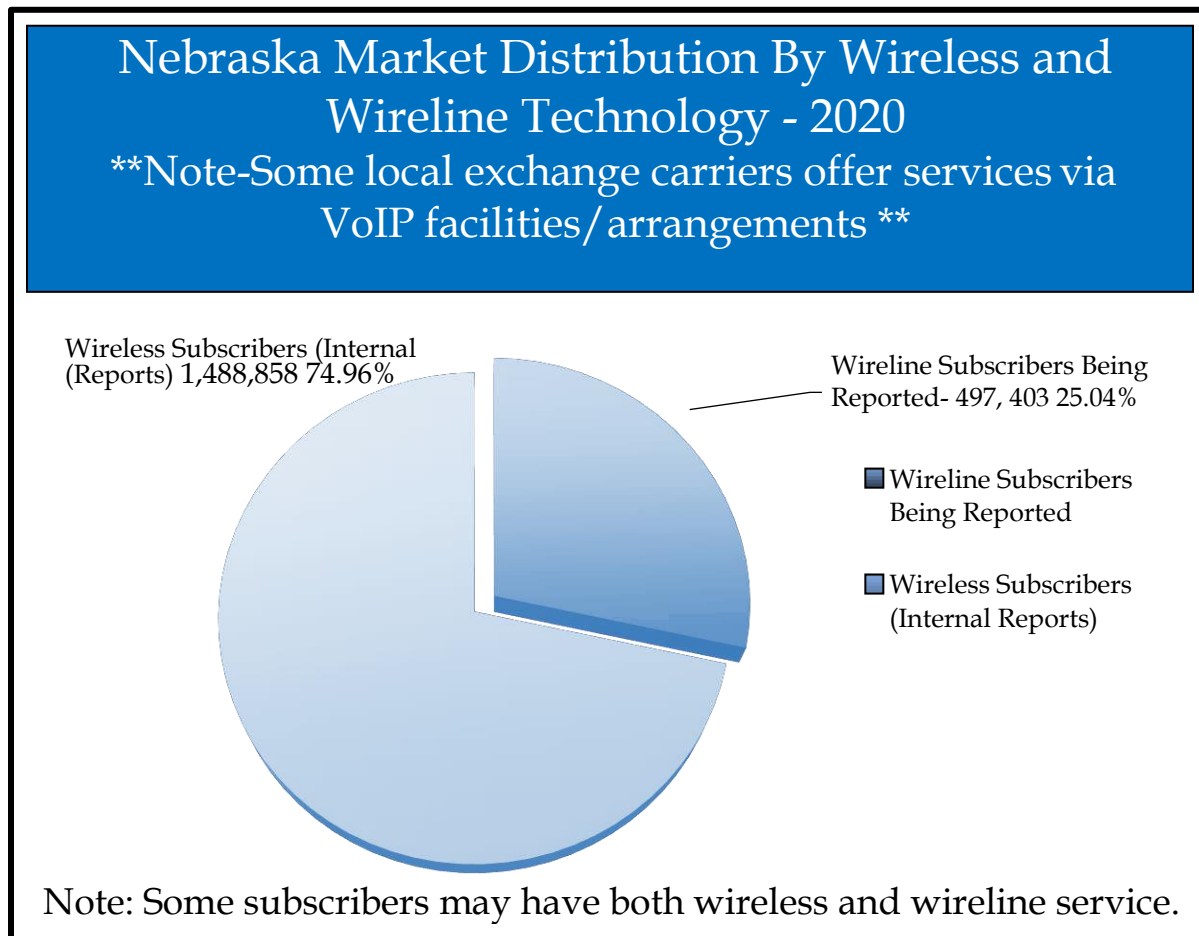 Nebraska Market Distribution By Wireless and
Wireline Technology - 2020
**Note-Some local exchange carriers offer services via
VoIP facilities/arrangements **
Wireless Subscribers (Internal
(Reports) 1,488,858 74.96%
Wireline Subscribers Being
Reported- 497, 403 25.04%
Wireline Subscribers
Being Reported
Wireless Subscribers
(Internal Reports)
Note: Some subscribers may have both wireless and wireline service.